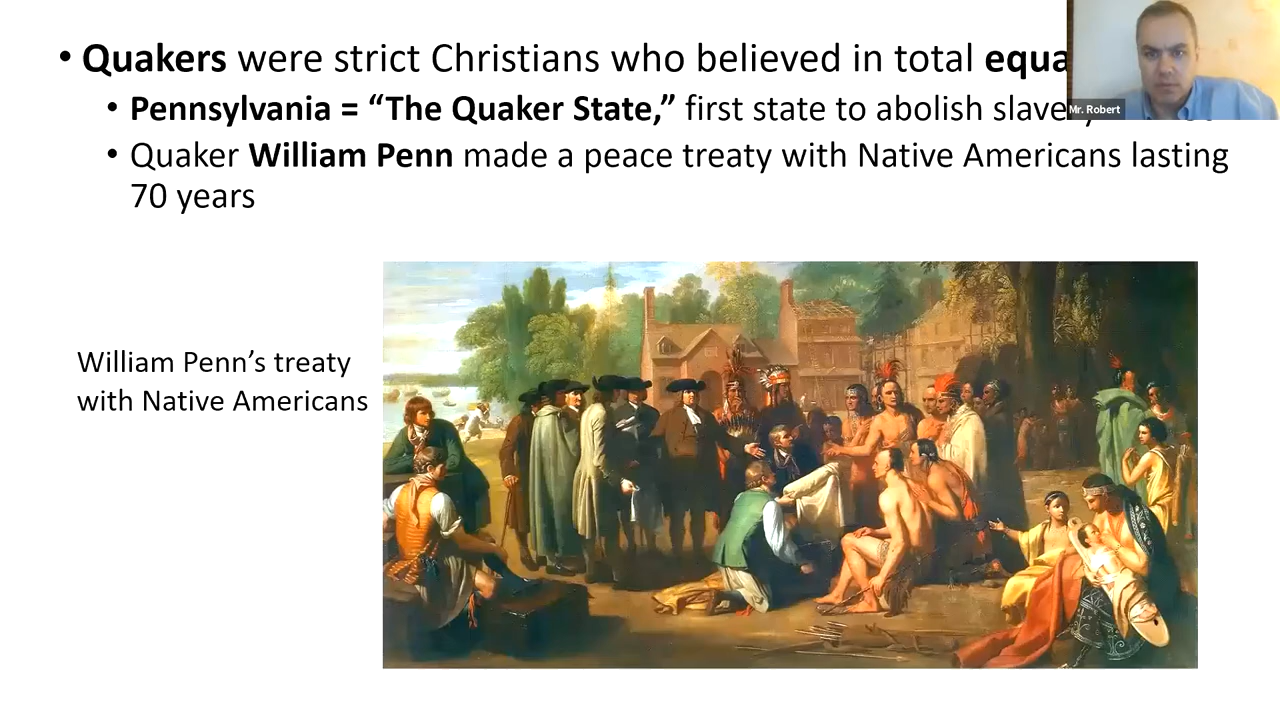 • Quakers were strict Christians who believed in total equa
• Pennsylvania = “The Quaker State,” first state to abolish slavery
• Quaker William Penn made a peace treaty with Native Americans lasting
70 years
Mr. Robert
William Penn’s treaty
with Native Americans